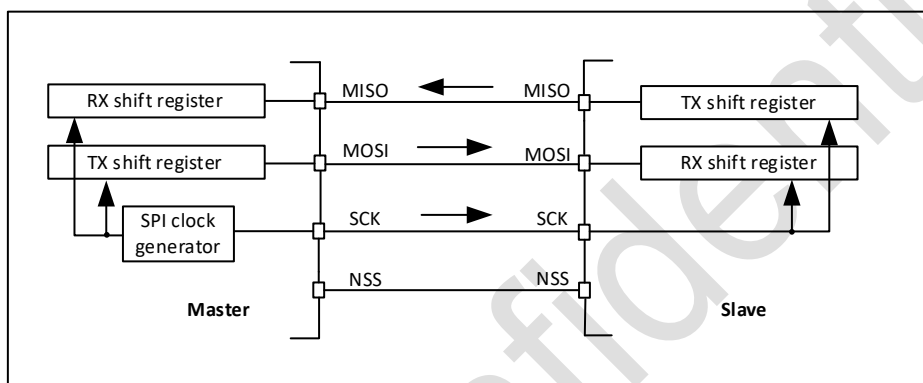 MISO MISO
RX shift register TX shift register
MOSI MOSI
TX shift register RX shift register
SPI clock
generator
SCK SCK
NSS NSS
Master Slave